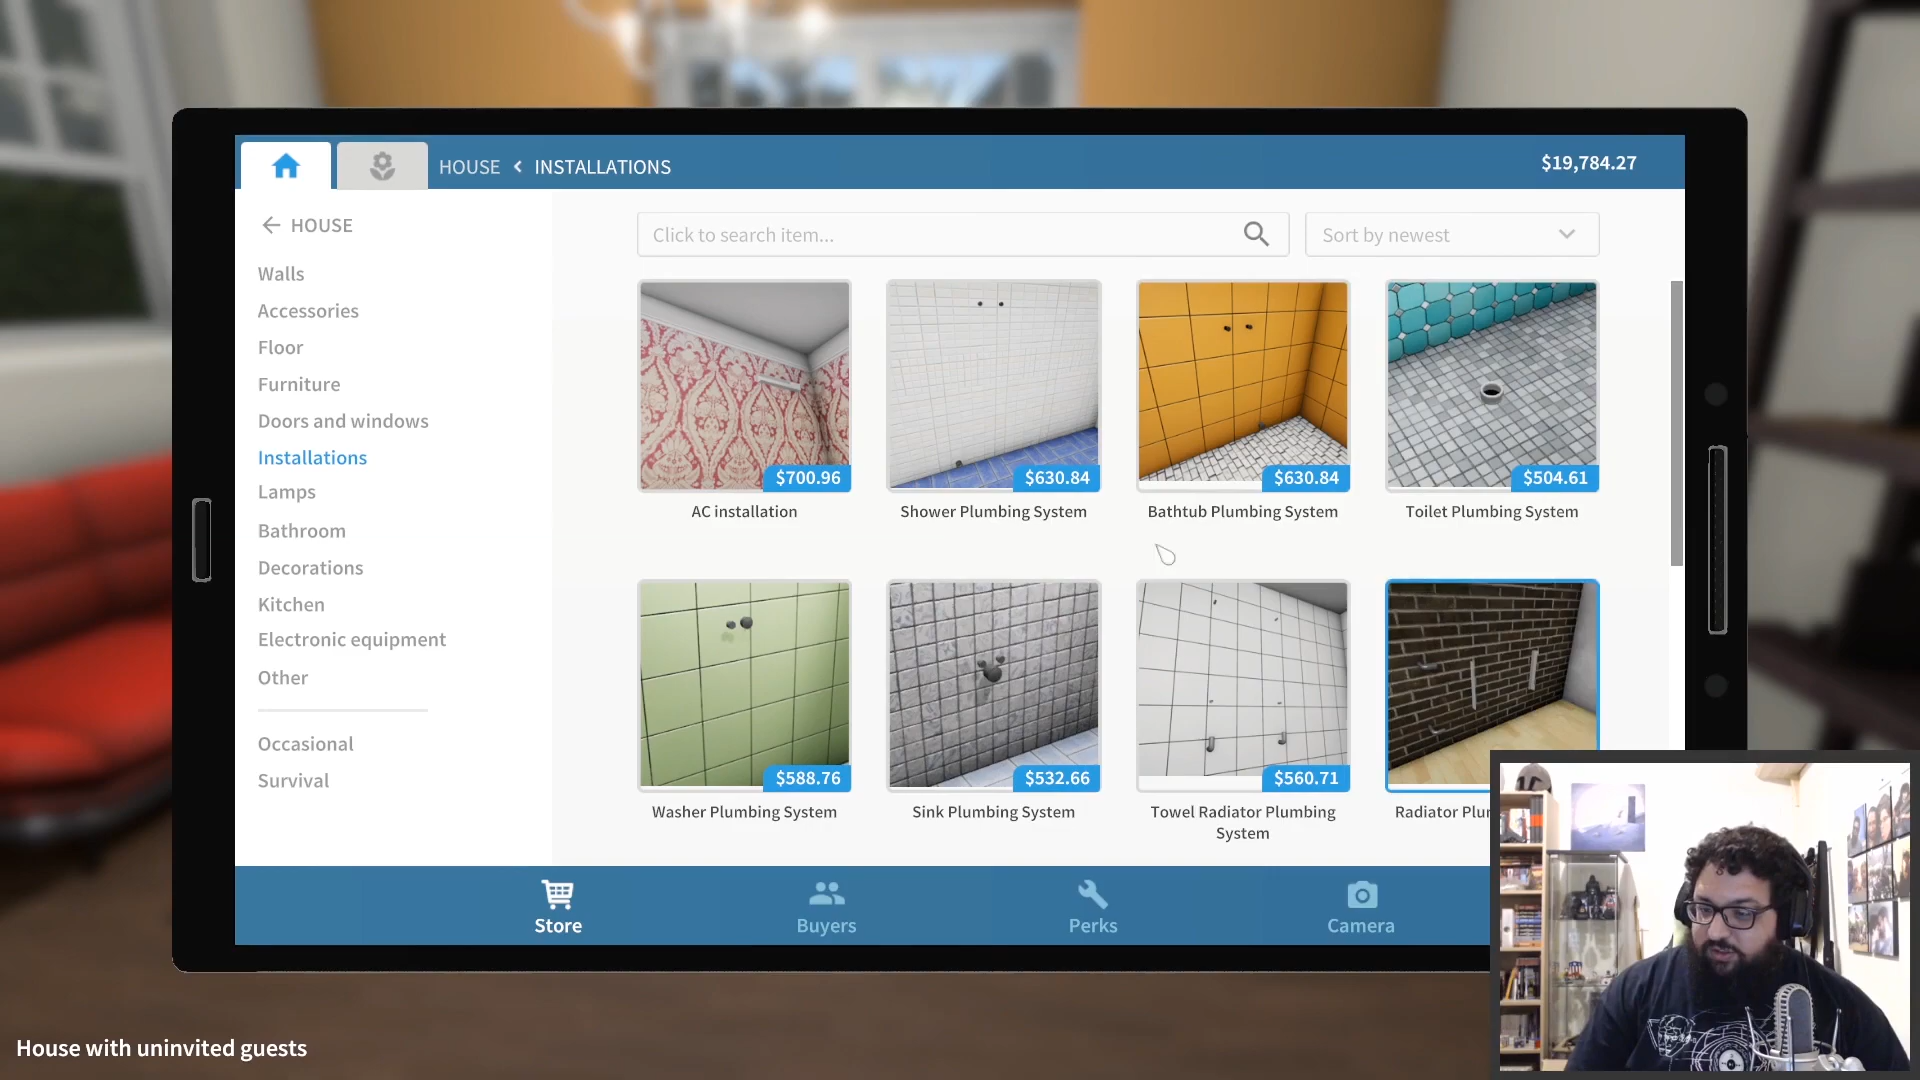 HOUSE < INSTALLATIONS
$19,784.27
HOUSE
Click to search item...
Sort by newest
Walls
Accessories
Floor
Furniture
Doors and windows
Installations
Lamps
Bathroom
Decorations
Kitchen
Electronic equipment
Other
Occasional
Survival
$700.96
$630.84
$630.84
$504.61
AC installation
Shower Plumbing System
Bathtub Plumbing System
Toilet Plumbing System
$588.76
$532.66
$560.71
Washer Plumbing System
Sink Plumbing System
Towel Radiator Plumbing
System
Radiator
Store
Buyers
Perks
Camera
House with uninvited guests